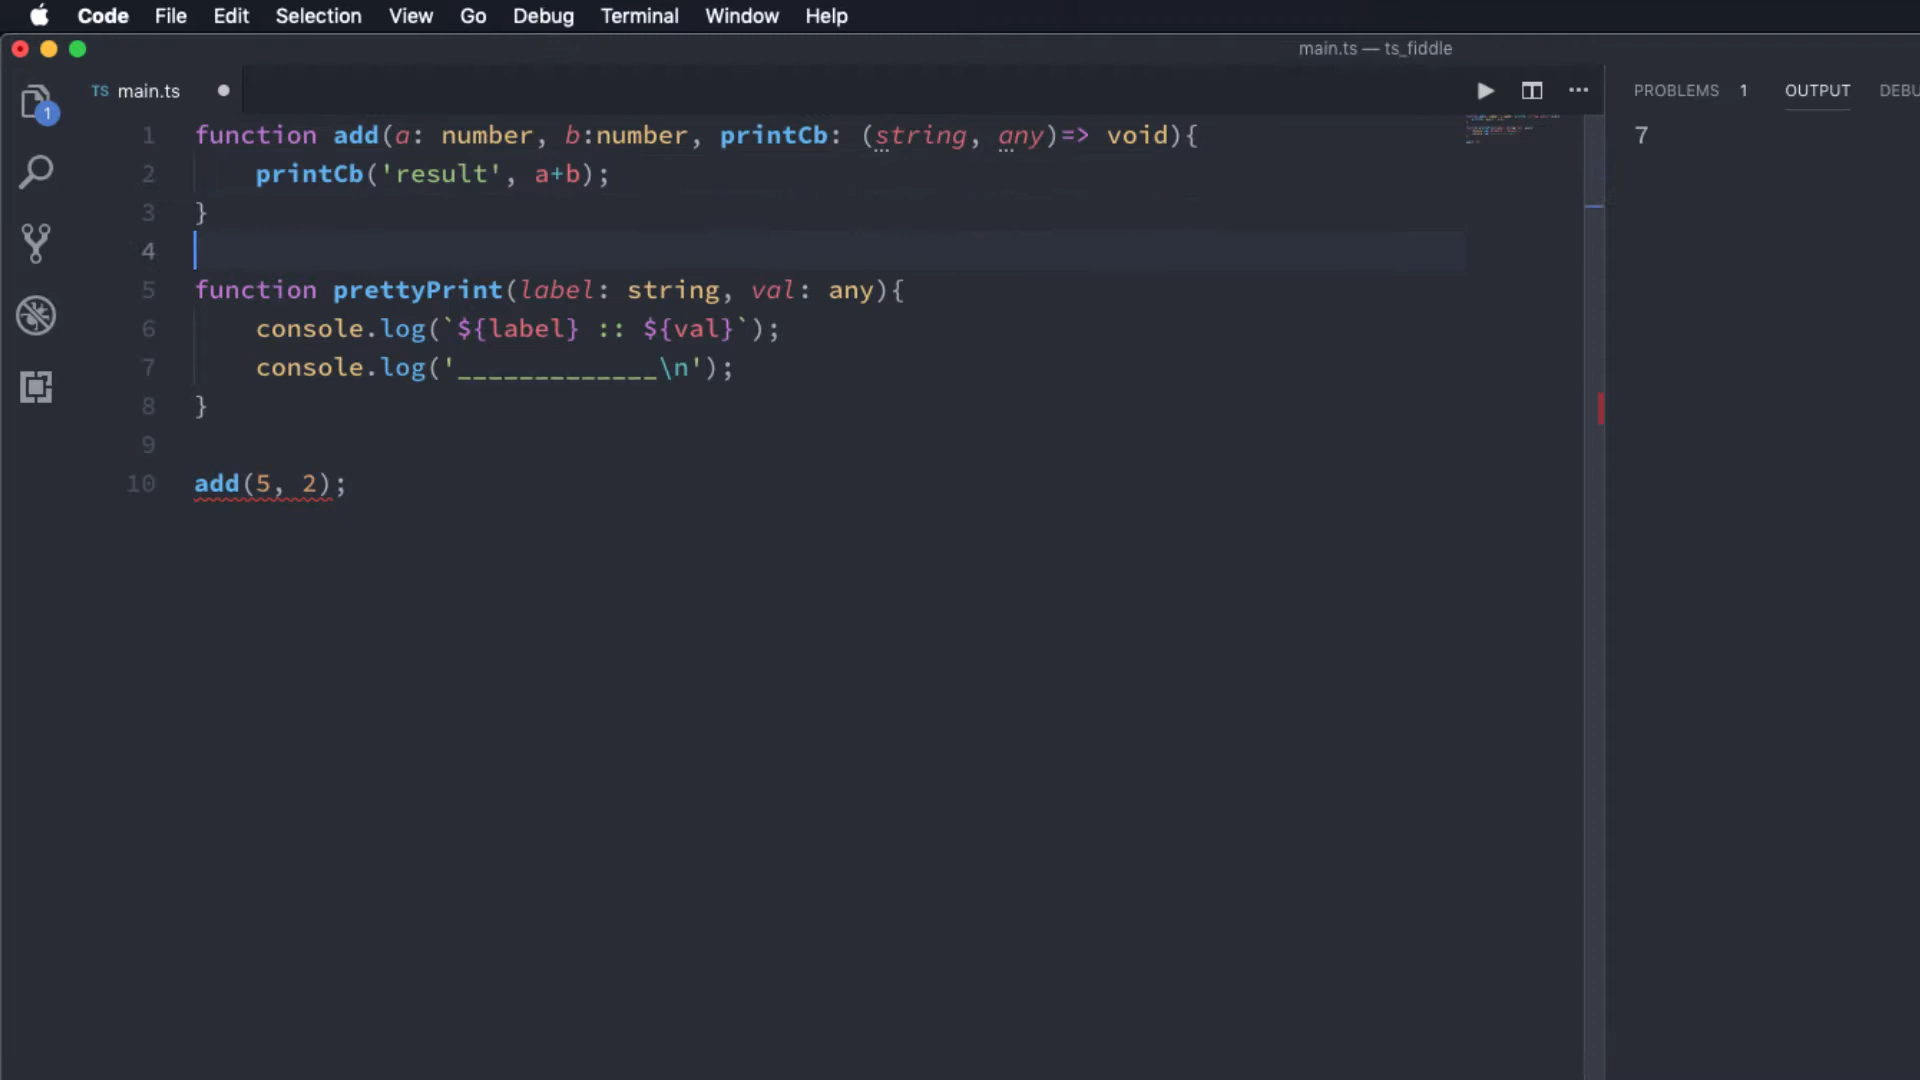 Code File Edit Selection View Go Debug Terminal Window Help
main.ts — ts_fiddle
1
TS main.ts
PROBLEMS 1 OUTPUT DEBU
7
1 function add(a: number, b:number, printCb: (string, any)=> void){
2 printCb('result', a+b);
3 }
4
5 function prettyPrint(label: string, val: any){
6 console.log(`${label} :: ${val}`);
7 console.log('_____________\n');
8 }
9
10 add(5, 2);